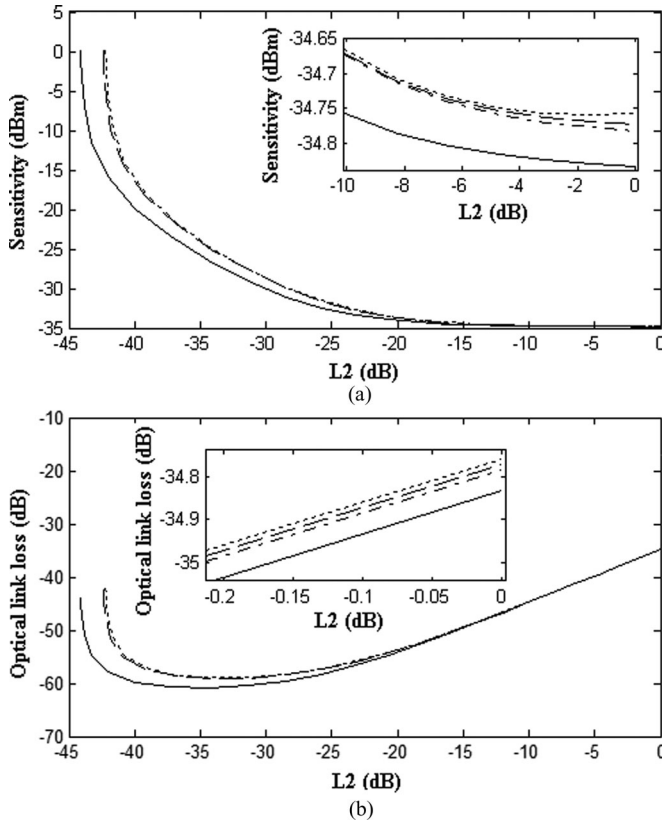 5
0
-5
-10
-15
-20
-25
-30
-35
Sensitivity (dBm)
-45 -40 -35 -30 -25 -20 -15 -10 -5 0
L2 (dB)
-34.65
-34.7
-34.75
-34.8
Sensitivity (dBm)
-10 -8 -6 -4 -2 0
L2 (dB)
(a)
-10
-20
-30
-40
-50
-60
-70
Optical link loss (dB)
-45 -40 -35 -30 -25 -20 -15 -10 -5 0
L2 (dB)
-34.8
-34.9
-35
Optical link loss (dB)
-0.2 -0.15 -0.1 -0.05 0
L2 (dB)
(b)